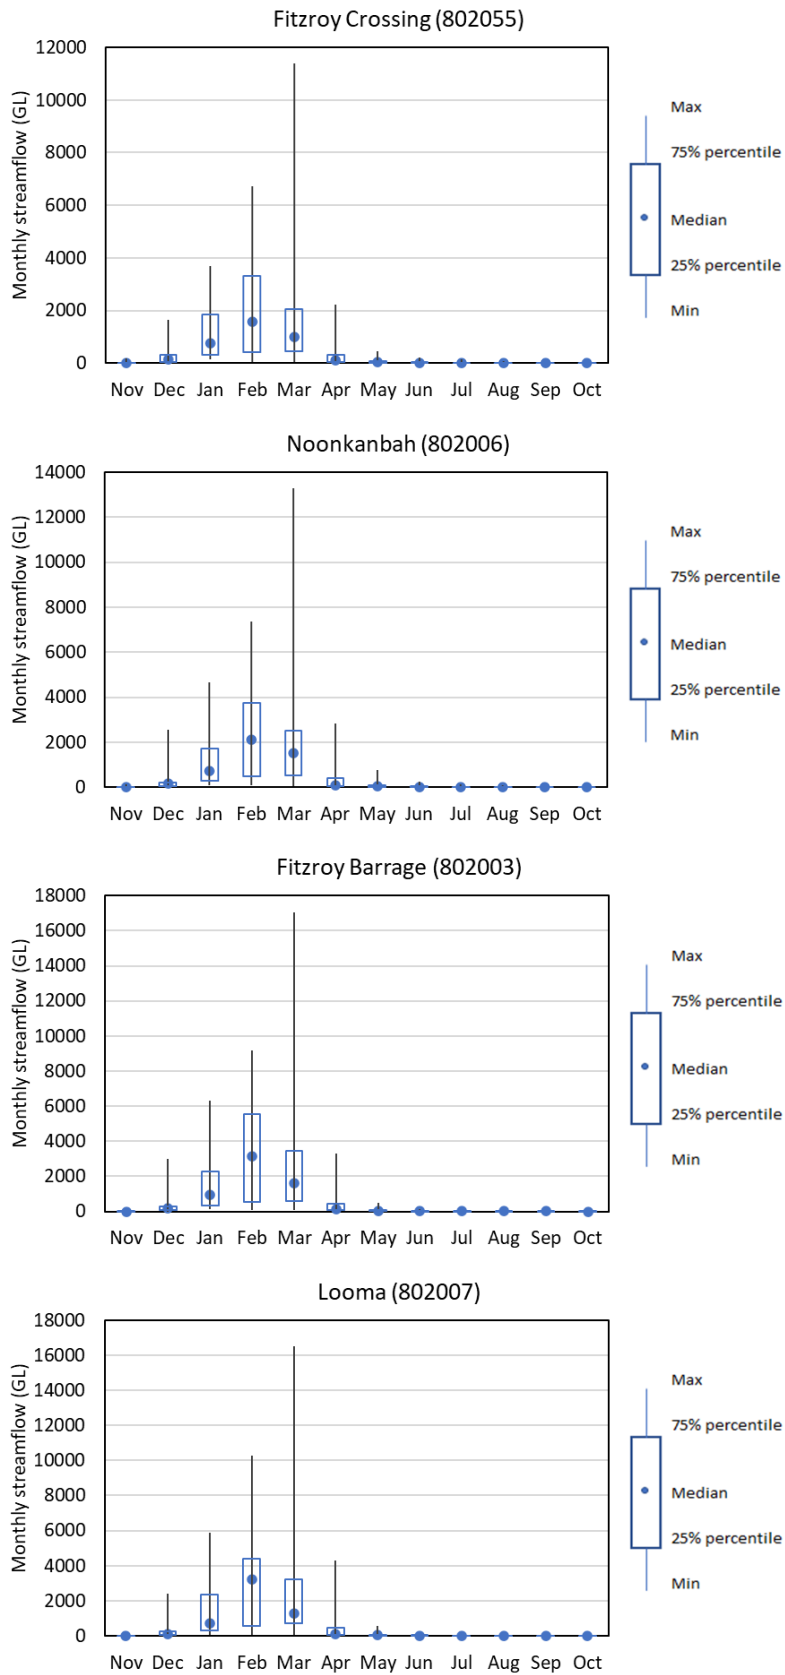 Fitzroy Crossing (802055)
Monthly streamflow (GL)
12000
10000
8000
6000
4000
2000
0
Nov Dec Jan Feb Mar Apr May Jun Jul Aug Sep Oct
Max
75% percentile
Median
25% percentile
Min
Noonkanbah (802006)
Monthly streamflow (GL)
14000
12000
10000
8000
6000
4000
2000
0
Nov Dec Jan Feb Mar Apr May Jun Jul Aug Sep Oct
Max
75% percentile
Median
25% percentile
Min
Fitzroy Barrage (802003)
Monthly streamflow (GL)
18000
16000
14000
12000
10000
8000
6000
4000
2000
0
Nov Dec Jan Feb Mar Apr May Jun Jul Aug Sep Oct
Max
75% percentile
Median
25% percentile
Min
Looma (802007)
Monthly streamflow (GL)
18000
16000
14000
12000
10000
8000
6000
4000
2000
0
Nov Dec Jan Feb Mar Apr May Jun Jul Aug Sep Oct
Max
75% percentile
Median
25% percentile
Min